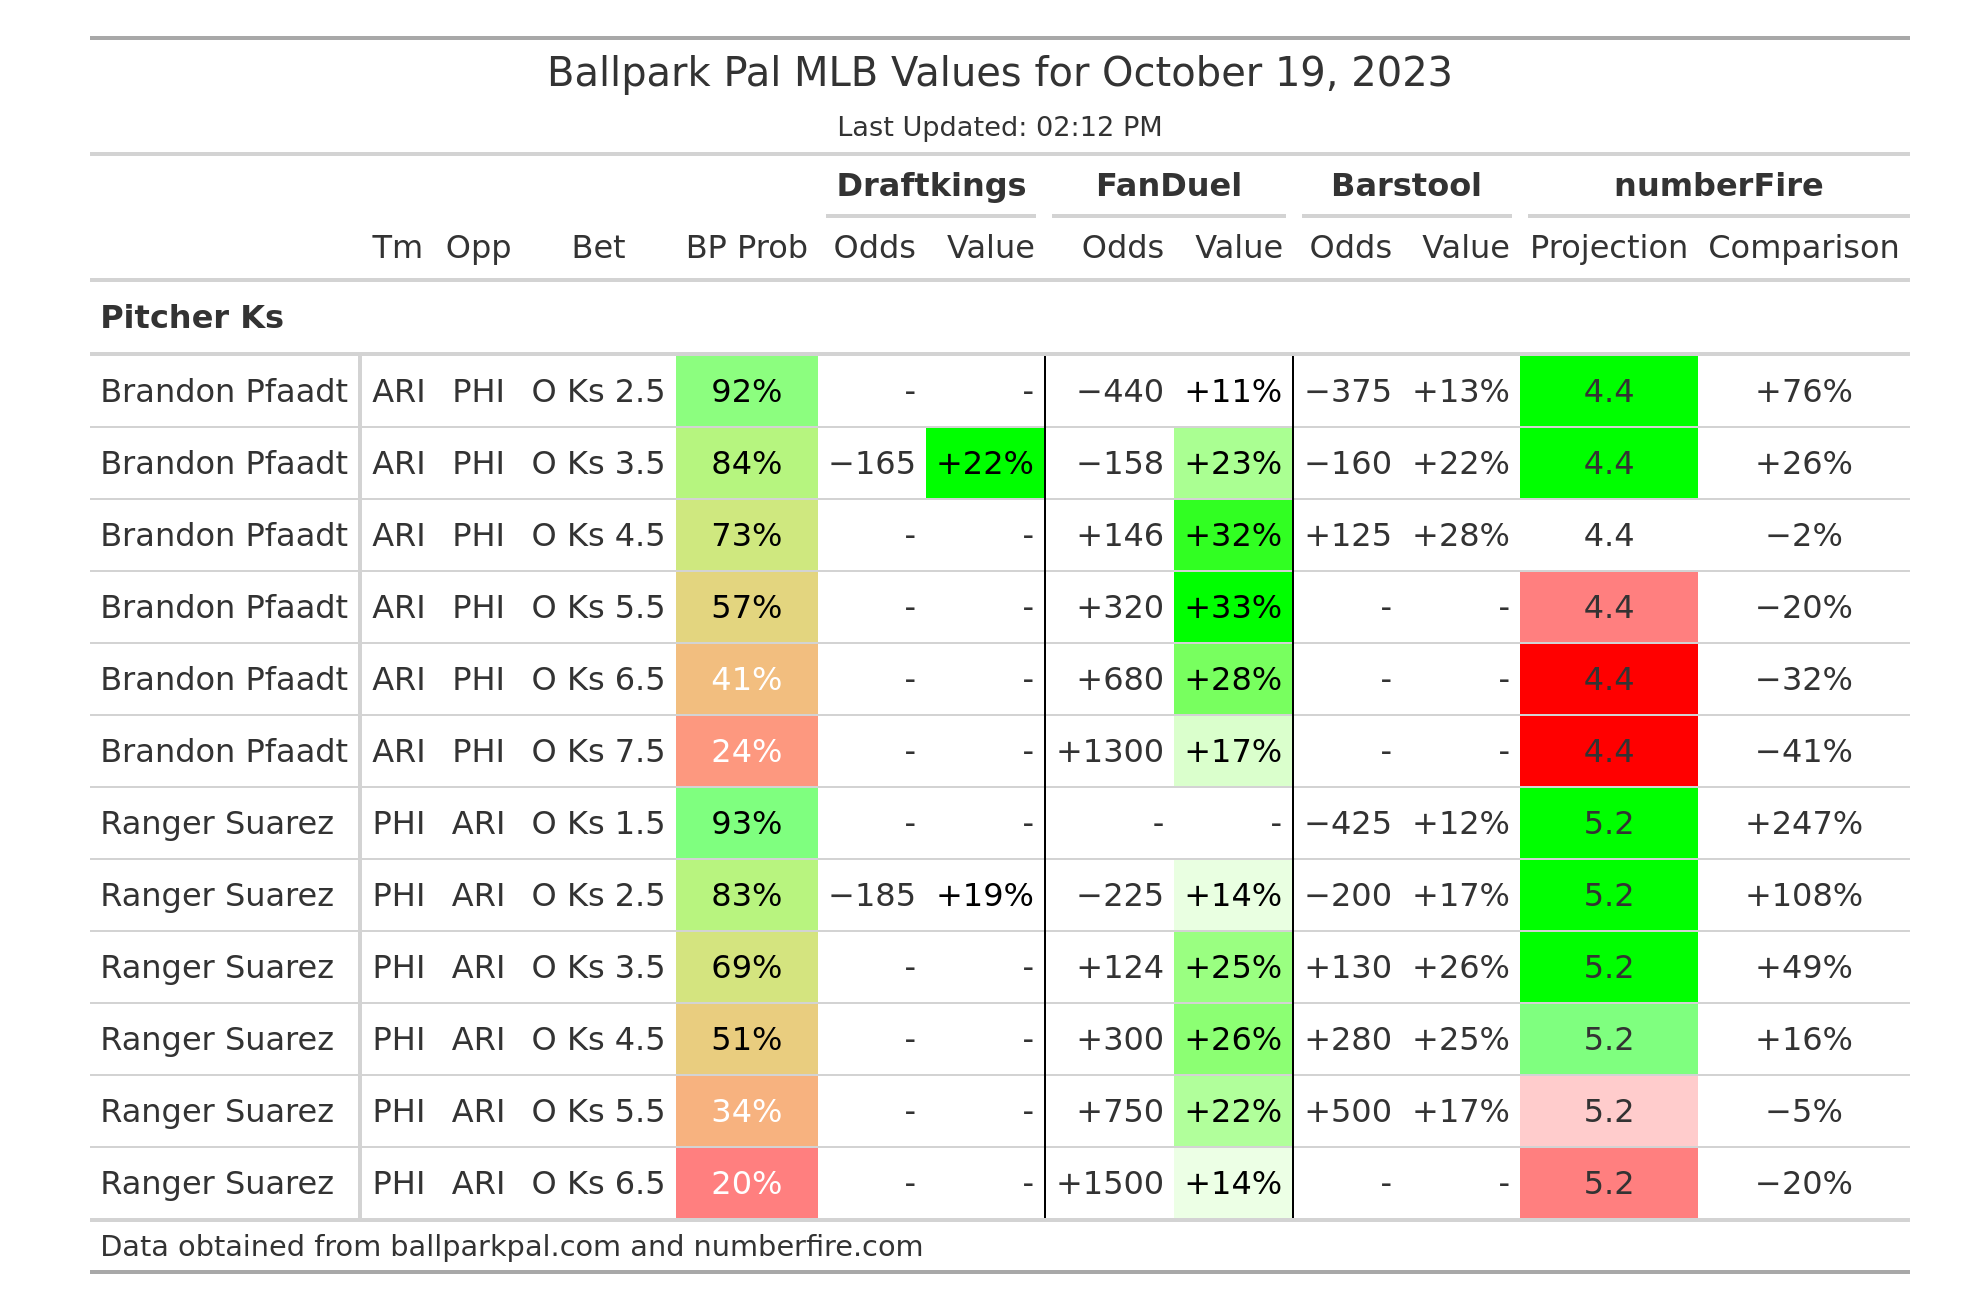 Ballpark Pal MLB Values for October 19, 2023
Last Updated: 02:12 PM
Draftkings FanDuel Barstool numberFire
Tm Opp Bet BP Prob Odds Value Odds Value Odds Value Projection Comparison
Pitcher Ks
Brandon Pfaadt ARI PHI O Ks 2.5 92% - - −440 +11% −375 +13% 4.4 +76%
Brandon Pfaadt ARI PHI O Ks 3.5 84% −165 +22% −158 +23% −160 +22% 4.4 +26%
Brandon Pfaadt ARI PHI O Ks 4.5 73% - - +146 +32% +125 +28% 4.4 −2%
Brandon Pfaadt ARI PHI O Ks 5.5 57% - - +320 +33% - - 4.4 −20%
Brandon Pfaadt ARI PHI O Ks 6.5 41% - - +680 +28% - - 4.4 −32%
Brandon Pfaadt ARI PHI O Ks 7.5 24% - - +1300 +17% - - 4.4 −41%
Ranger Suarez PHI ARI O Ks 1.5 93% - - - - −425 +12% 5.2 +247%
Ranger Suarez PHI ARI O Ks 2.5 83% −185 +19% −225 +14% −200 +17% 5.2 +108%
Ranger Suarez PHI ARI O Ks 3.5 69% - - +124 +25% +130 +26% 5.2 +49%
Ranger Suarez PHI ARI O Ks 4.5 51% - - +300 +26% +280 +25% 5.2 +16%
Ranger Suarez PHI ARI O Ks 5.5 34% - - +750 +22% +500 +17% 5.2 −5%
Ranger Suarez PHI ARI O Ks 6.5 20% - - +1500 +14% - - 5.2 −20%
Data obtained from ballparkpal.com and numberfire.com